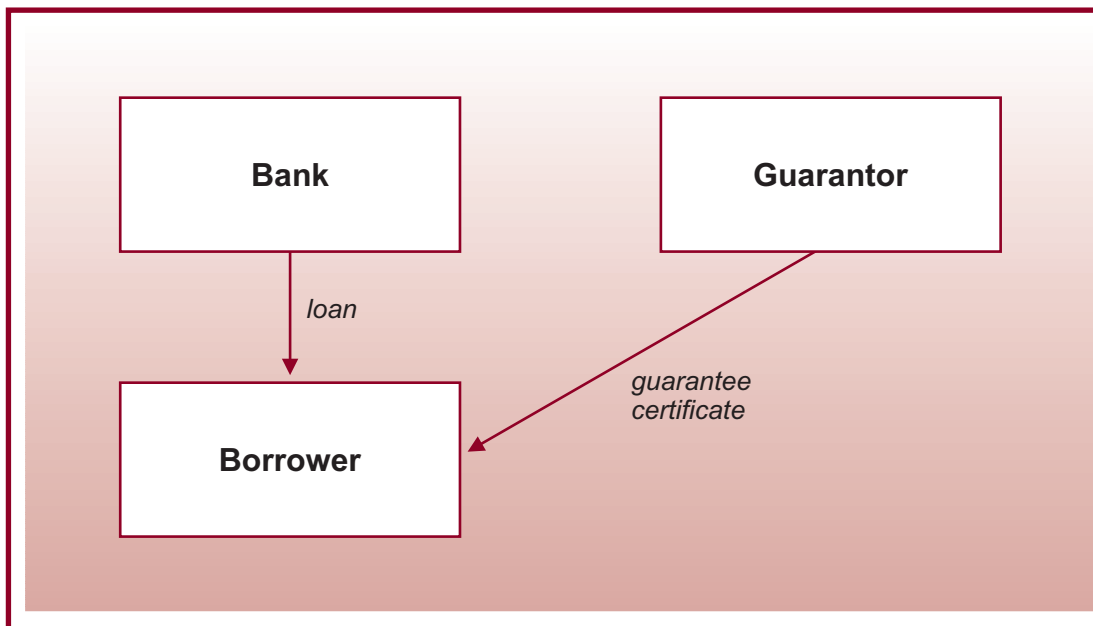 Bank
Guarantor
loan
guarantee
certificate
Borrower